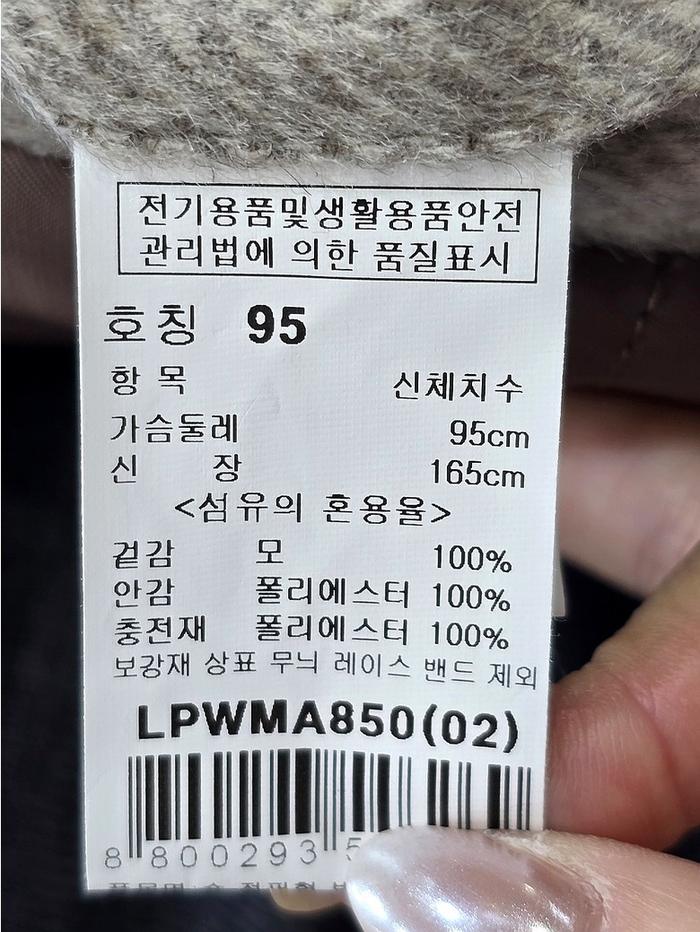 전기용품및생활용품안전
관리법에 의한 품질표시
호칭 95
항 목 신체치수
가슴둘레 95cm
신 장 165cm
<섬유의 혼용율>
겉감 모 100%
안감 폴리에스터 100%
충전재 폴리에스터 100%
보강재 상표 무늬 레이스 밴드 제외
LPWMA850(02)
8 800293 5